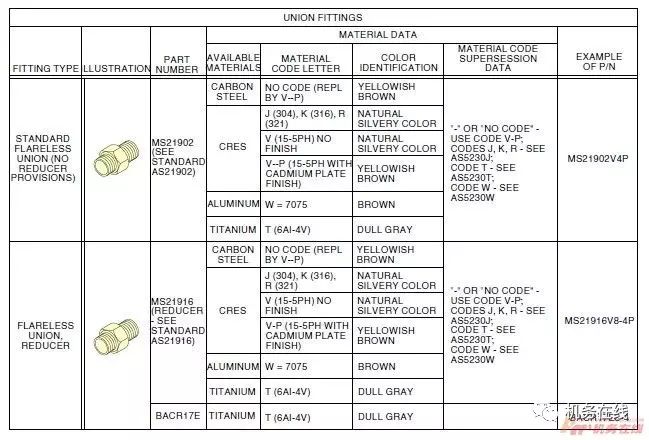 UNION FITTINGS
FITTING TYPE
ILLUSTRATION
PART
NUMBER
MATERIAL DATA
AVAILABLE
MATERIALS
MATERIAL
CODE LETTER
COLOR
IDENTIFICATION
MATERIAL CODE
SUPERSESSION
DATA
EXAMPLE
OF P/N
STANDARD
FLARELESS
UNION (NO
REDUCER
PROVISIONS)
MS21902
(SEE
STANDARD
AS21902)
CARBON
STEEL
NO CODE (REPL
BY V--P)
YELLOWISH
BROWN
CRES
J (304), K (316), R
(321)
NATURAL
SILVERY COLOR
V (15-5PH) NO
FINISH
NATURAL
SILVERY COLOR
V--P (15-5PH WITH
CADMIUM PLATE
FINISH)
YELLOWISH
BROWN
ALUMINUM
W = 7075
BROWN
TITANIUM
T (6AI-4V)
DULL GRAY
"-" OR "NO CODE" -
USE CODE V-P;
CODES J, K, R - SEE
AS5230J;
CODE T - SEE
AS5230T;
CODE W - SEE
AS5230W
MS21902V4P
FLARELESS
UNION,
REDUCER
MS21916
(REDUCER -
SEE
STANDARD
AS21916)
CARBON
STEEL
NO CODE (REPL
BY V--P)
YELLOWISH
BROWN
CRES
J (304), K (316),
R (321)
NATURAL
SILVERY COLOR
V (15-5PH) NO
FINISH
NATURAL
SILVERY COLOR
V-P (15-5PH WITH
CADMIUM PLATE
FINISH)
YELLOWISH
BROWN
ALUMINUM
W = 7075
BROWN
TITANIUM
T (6AI-4V)
DULL GRAY
"-" OR "NO CODE" -
USE CODE V-P;
CODES J, K, R - SEE
AS5230J;
CODE T - SEE
AS5230T;
CODE W - SEE
AS5230W
MS21916V8-4P
BACR17E
TITANIUM
T (6AI-4V)
DULL GRAY
机务在线
机务在线